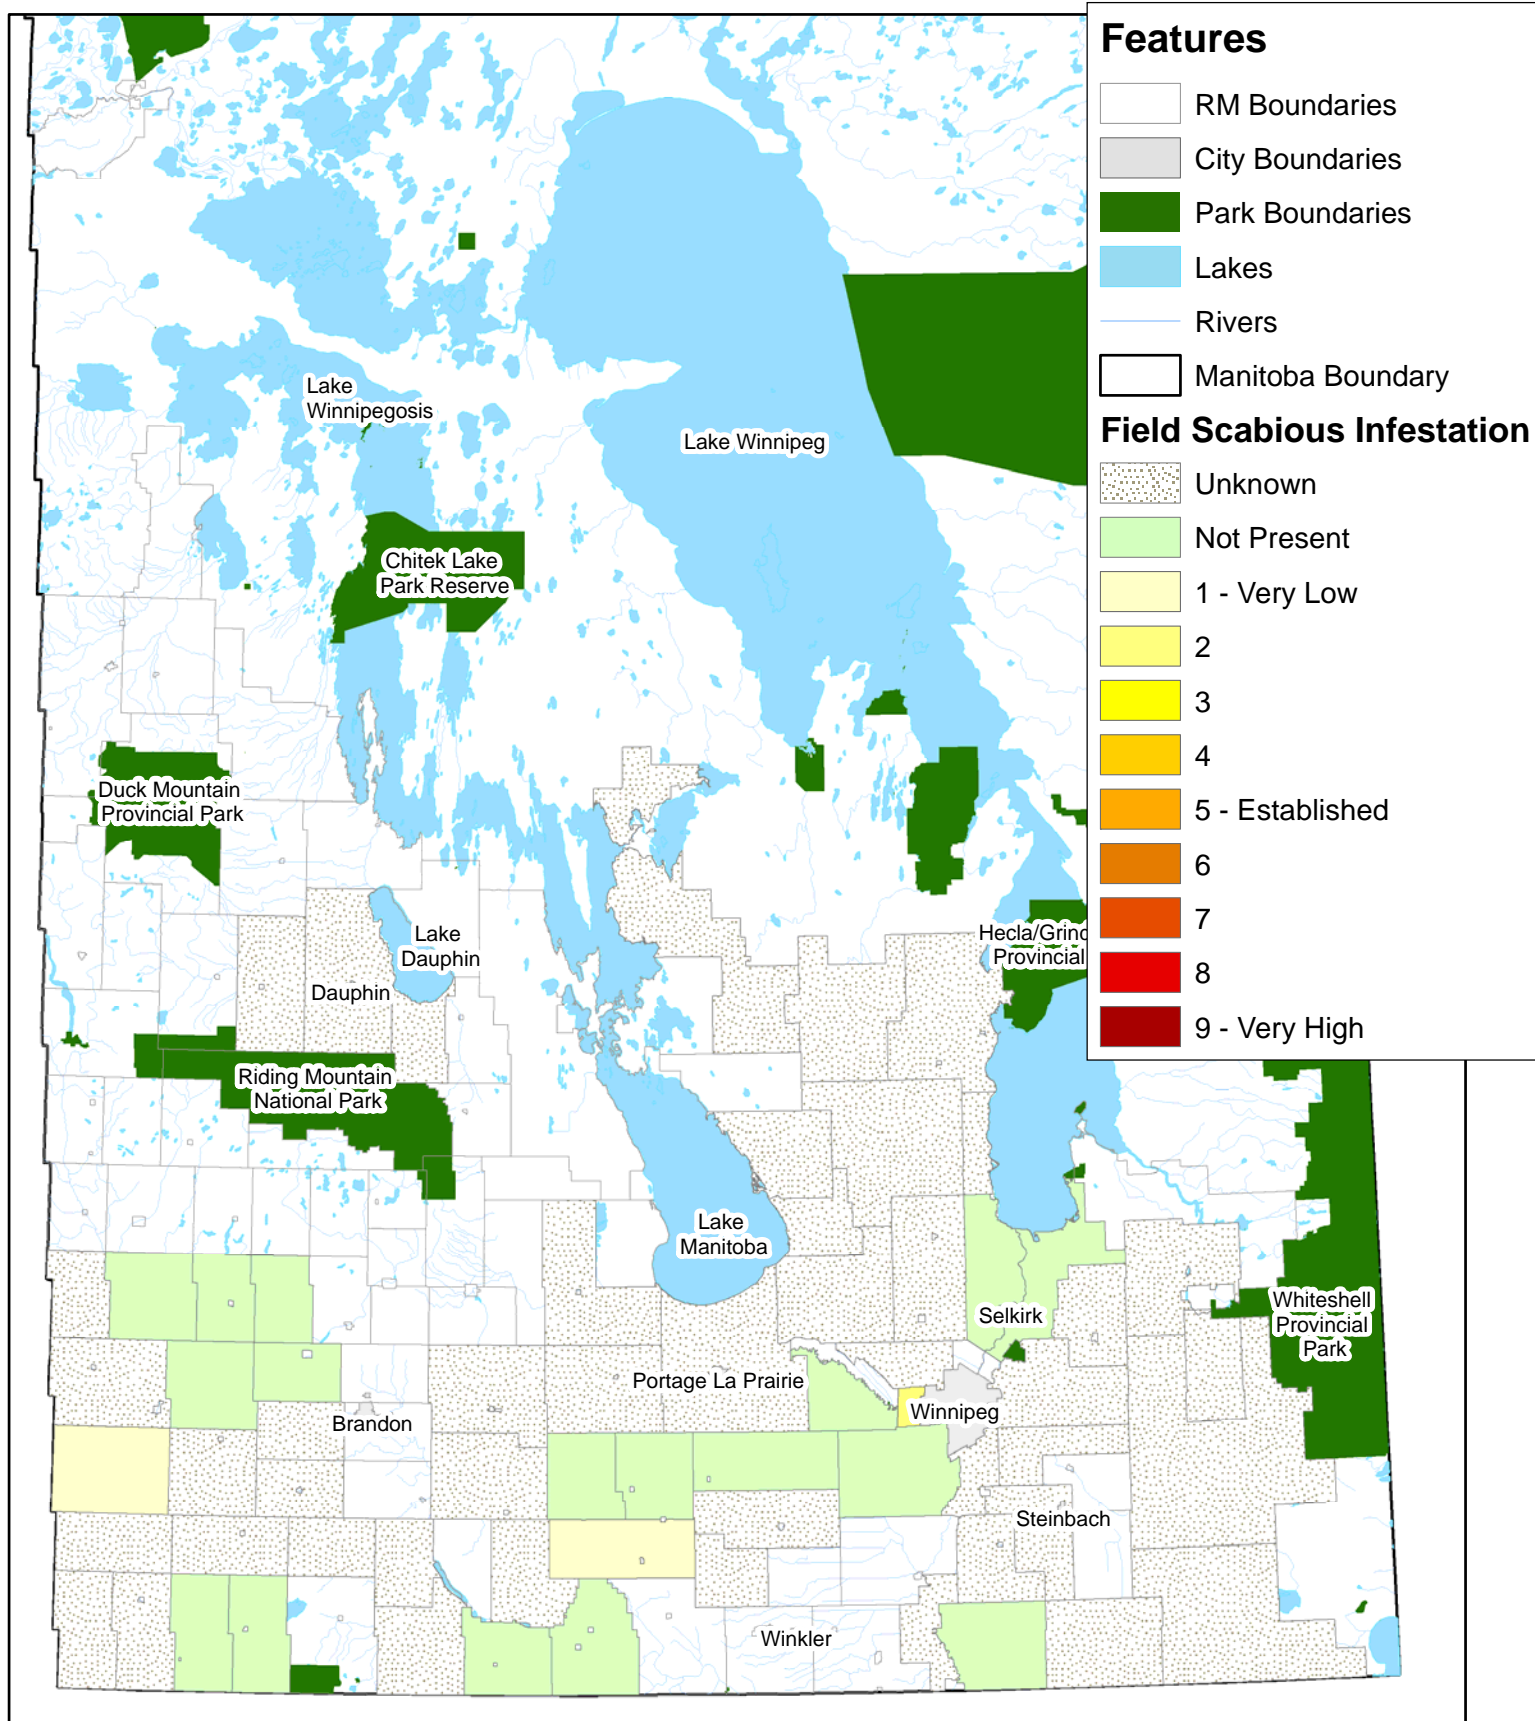 Features
RM Boundaries
City Boundaries
Park Boundaries
Lakes
Rivers
Manitoba Boundary
Field Scabious Infestation
Unknown
Not Present
1 - Very Low
2
3
4
5 - Established
6
7
8
9 - Very High
Lake
Winnipegosis
Lake Winnipeg
Chitek Lake
Park Reserve
Duck Mountain
Provincial Park
Lake
Dauphin
Dauphin
Hecla/Grind
Provincial
Riding Mountain
National Park
Lake
Manitoba
Selkirk
Whiteshell
Provincial
Park
Portage La Prairie
Winnipeg
Brandon
Steinbach
Winkler